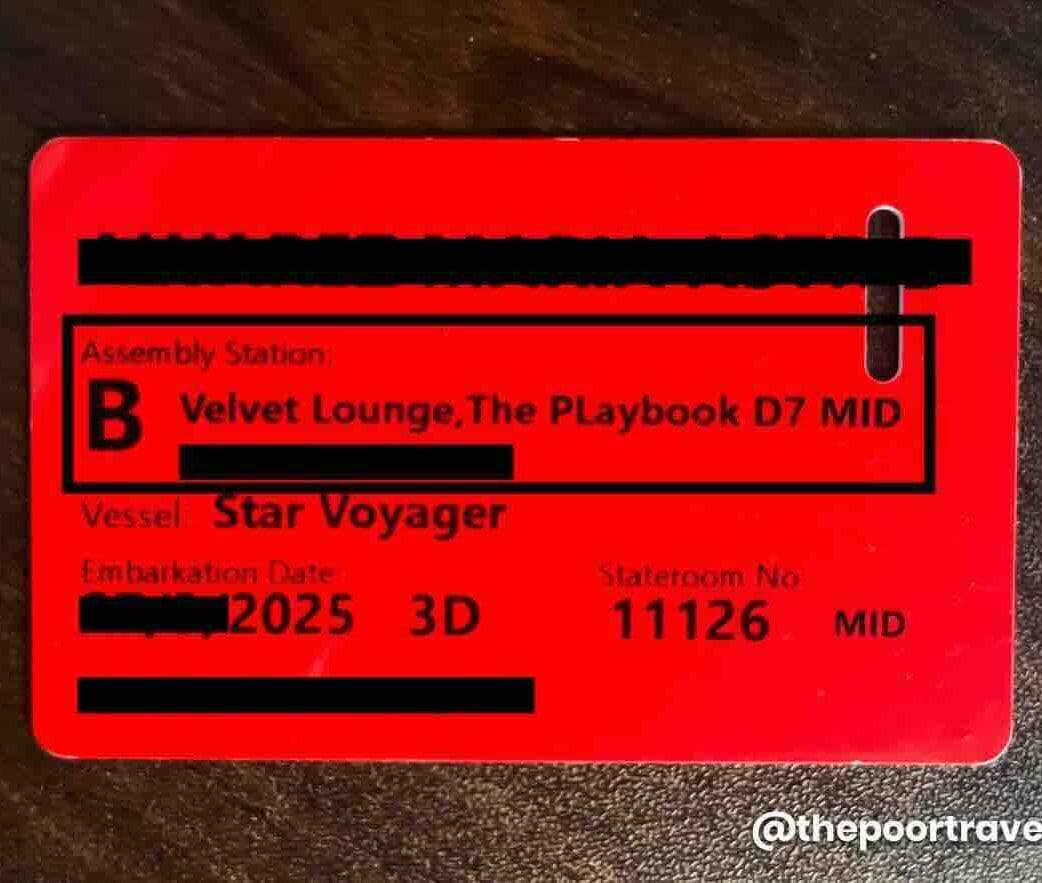 Assembly Station:
B Velvet Lounge,The PLaybook D7 MID
Vessel: Star Voyager
Embarkation Date
2025 3D
Stateroom No
11126 MID
@thepoortrave